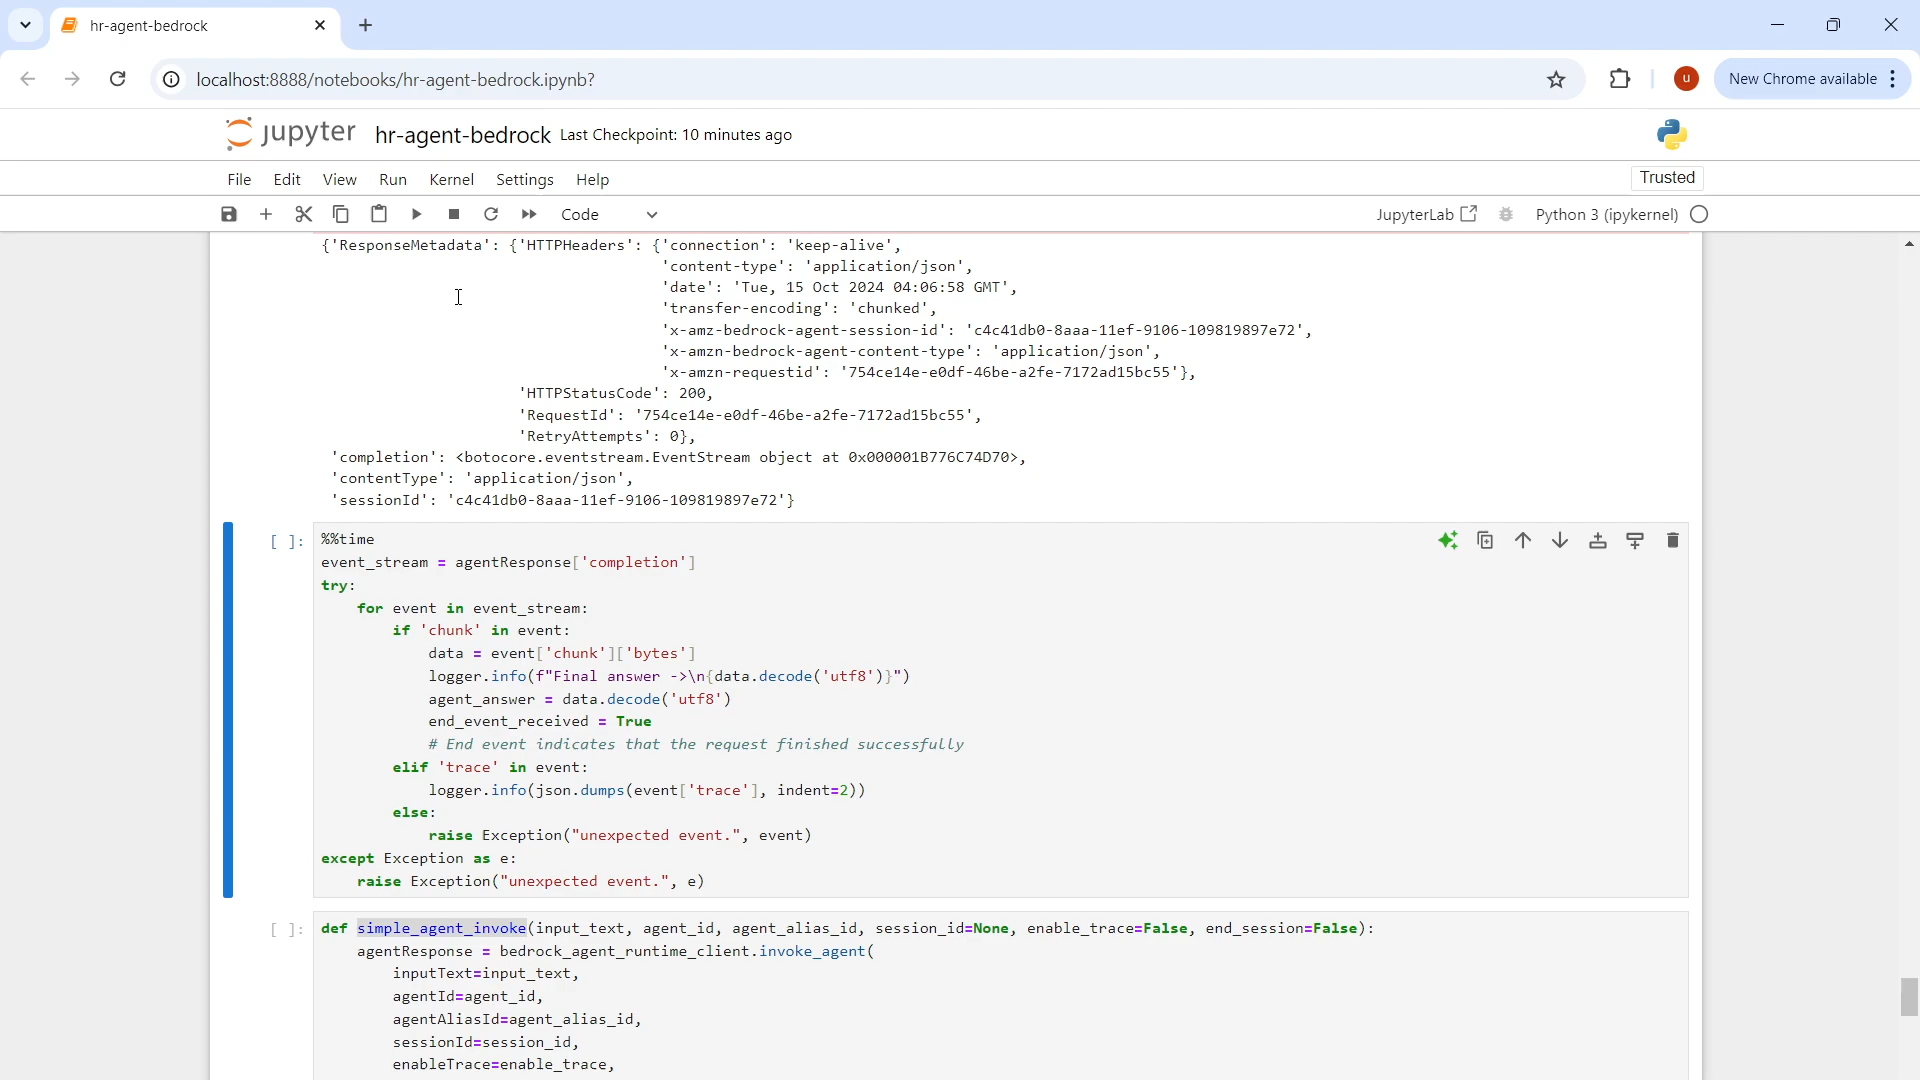 hr-agent-bedrock
localhost:8888/notebooks/hr-agent-bedrock.ipynb?
u
New Chrome available
jupyter hr-agent-bedrock Last Checkpoint: 10 minutes ago
File Edit View Run Kernel Settings Help
Trusted
Code
JupyterLab
Python 3 (ipykernel)
{'ResponseMetadata': {'HTTPHeaders': {'connection': 'keep-alive',
'content-type': 'application/json',
'date': 'Tue, 15 Oct 2024 04:06:58 GMT',
'transfer-encoding': 'chunked',
'x-amz-bedrock-agent-session-id': 'c4c41db0-8aaa-11ef-9106-109819897e72',
'x-amzn-bedrock-agent-content-type': 'application/json',
'x-amzn-requestid': '754ce14e-e0df-46be-a2fe-7172ad15bc55'},
'HTTPStatusCode': 200,
'RequestId': '754ce14e-e0df-46be-a2fe-7172ad15bc55',
'RetryAttempts': 0},
'completion': <botocore.eventstream.EventStream object at 0x000001B776C74D70>,
'contentType': 'application/json',
'sessionId': 'c4c41db0-8aaa-11ef-9106-109819897e72'}
[ ]: %%time
event_stream = agentResponse['completion']
try:
for event in event_stream:
if 'chunk' in event:
data = event['chunk']['bytes']
logger.info(f"Final answer ->\n{data.decode('utf8')}")
agent_answer = data.decode('utf8')
end_event_received = True
# End event indicates that the request finished successfully
elif 'trace' in event:
logger.info(json.dumps(event['trace'], indent=2))
else:
raise Exception("unexpected event.", event)
except Exception as e:
raise Exception("unexpected event.", e)
[ ]: def simple_agent_invoke(input_text, agent_id, agent_alias_id, session_id=None, enable_trace=False, end_session=False):
agentResponse = bedrock_agent_runtime_client.invoke_agent(
inputText=input_text,
agentId=agent_id,
agentAliasId=agent_alias_id,
sessionId=session_id,
enableTrace=enable_trace,